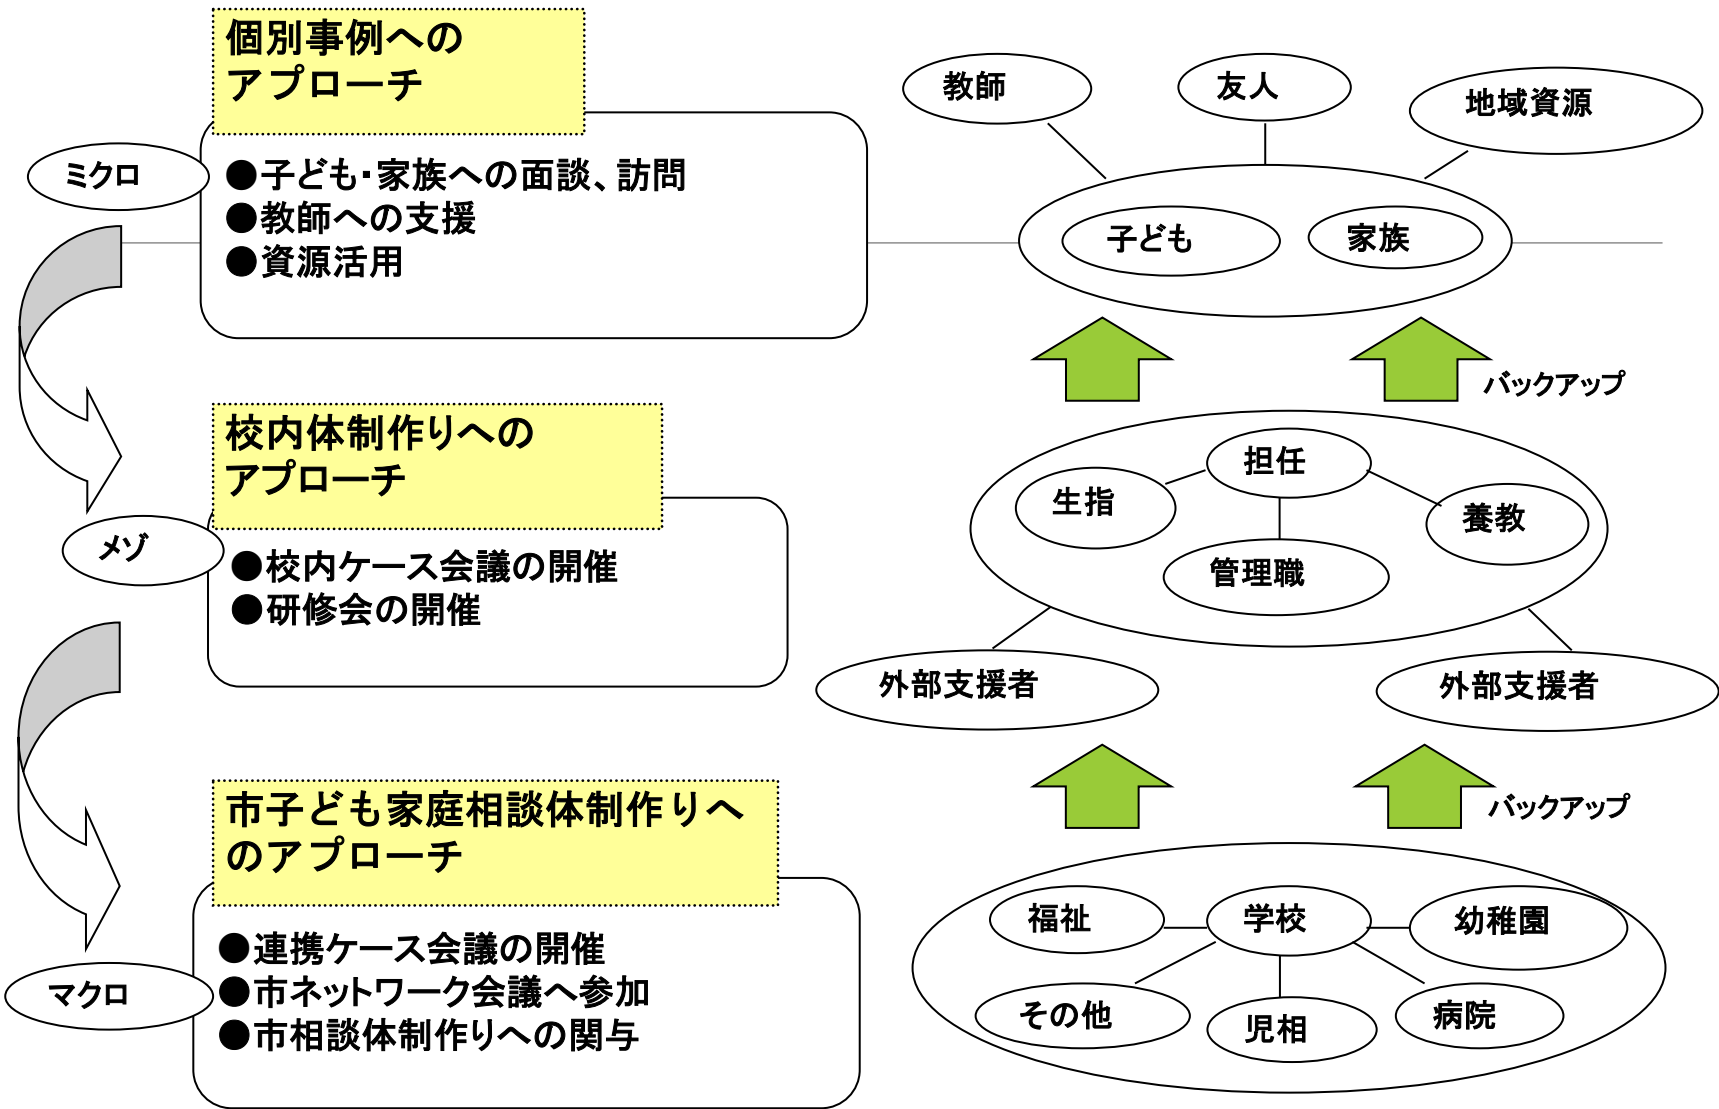 個別事例への
アプローチ
ミクロ
●子ども・家族への面談、訪問
●教師への支援
●資源活用
教師
友人
地域資源
子ども
家族
バックアップ
校内体制作りへの
アプローチ
メゾ
●校内ケース会議の開催
●研修会の開催
担任
生指
養教
管理職
外部支援者
外部支援者
バックアップ
市子ども家庭相談体制作りへ
のアプローチ
マクロ
●連携ケース会議の開催
●市ネットワーク会議へ参加
●市相談体制作りへの関与
福祉
学校
幼稚園
その他
児相
病院